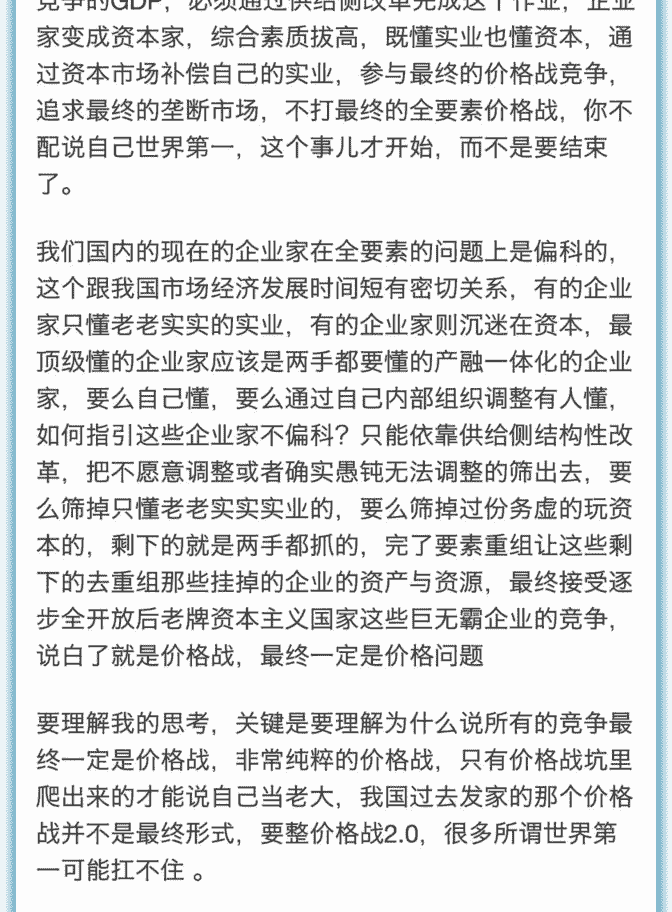 竞争的GDP，必须通过供给侧改革完成这个作业，企业
家变成资本家，综合素质拔高，既懂实业也懂资本，通
过资本市场补偿自己的实业，参与最终的价格战竞争，
追求最终的垄断市场，不打最终的全要素价格战，你不
配说自己世界第一，这个事儿才开始，而不是要结束
了。
我们国内的现在的企业家在全要素的问题上是偏科的，
这个跟我国市场经济发展时间短有密切关系，有的企业
家只懂老老实实的实业，有的企业家则沉迷在资本，最
顶级懂的企业家应该是两手都要懂的产融一体化的企业
家，要么自己懂，要么通过自己内部组织调整有人懂，
如何指引这些企业家不偏科？只能依靠供给侧结构性改
革，把不愿意调整或者确实愚钝无法调整的筛出去，要
么筛掉只懂老老实实实业的，要么筛掉过份务虚的玩资
本的，剩下的就是两手都抓的，完了要素重组让这些剩
下的去重组那些挂掉的企业的资产与资源，最终接受逐
步全开放后老牌资本主义国家这些巨无霸企业的竞争，
说白了就是价格战，最终一定是价格问题
要理解我的思考，关键是要理解为什么说所有的竞争最
终一定是价格战，非常纯粹的价格战，只有价格战坑里
爬出来的才能说自己当老大，我国过去发家的那个价格
战并不是最终形式，要整价格战2.0，很多所谓世界第
一可能扛不住 。